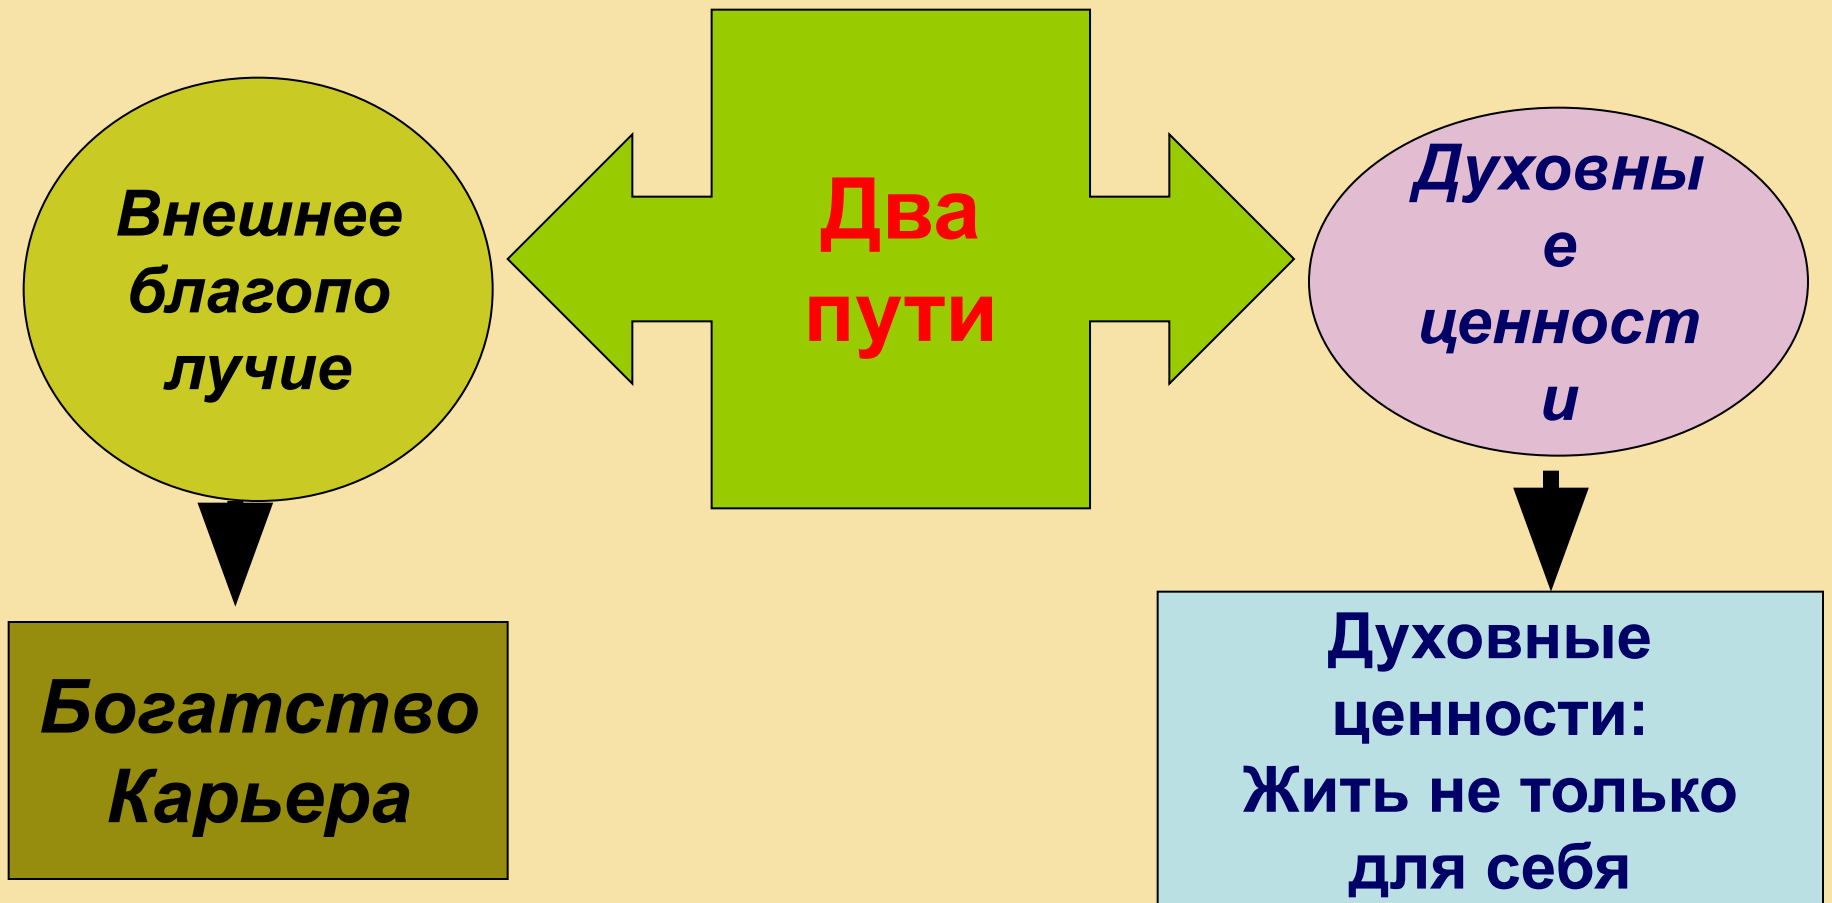 Два
пути
Внешнее
благопо
лучие
Духовны
е
ценност
и
Богатство
Карьера
Духовные
ценности:
Жить не только
для себя